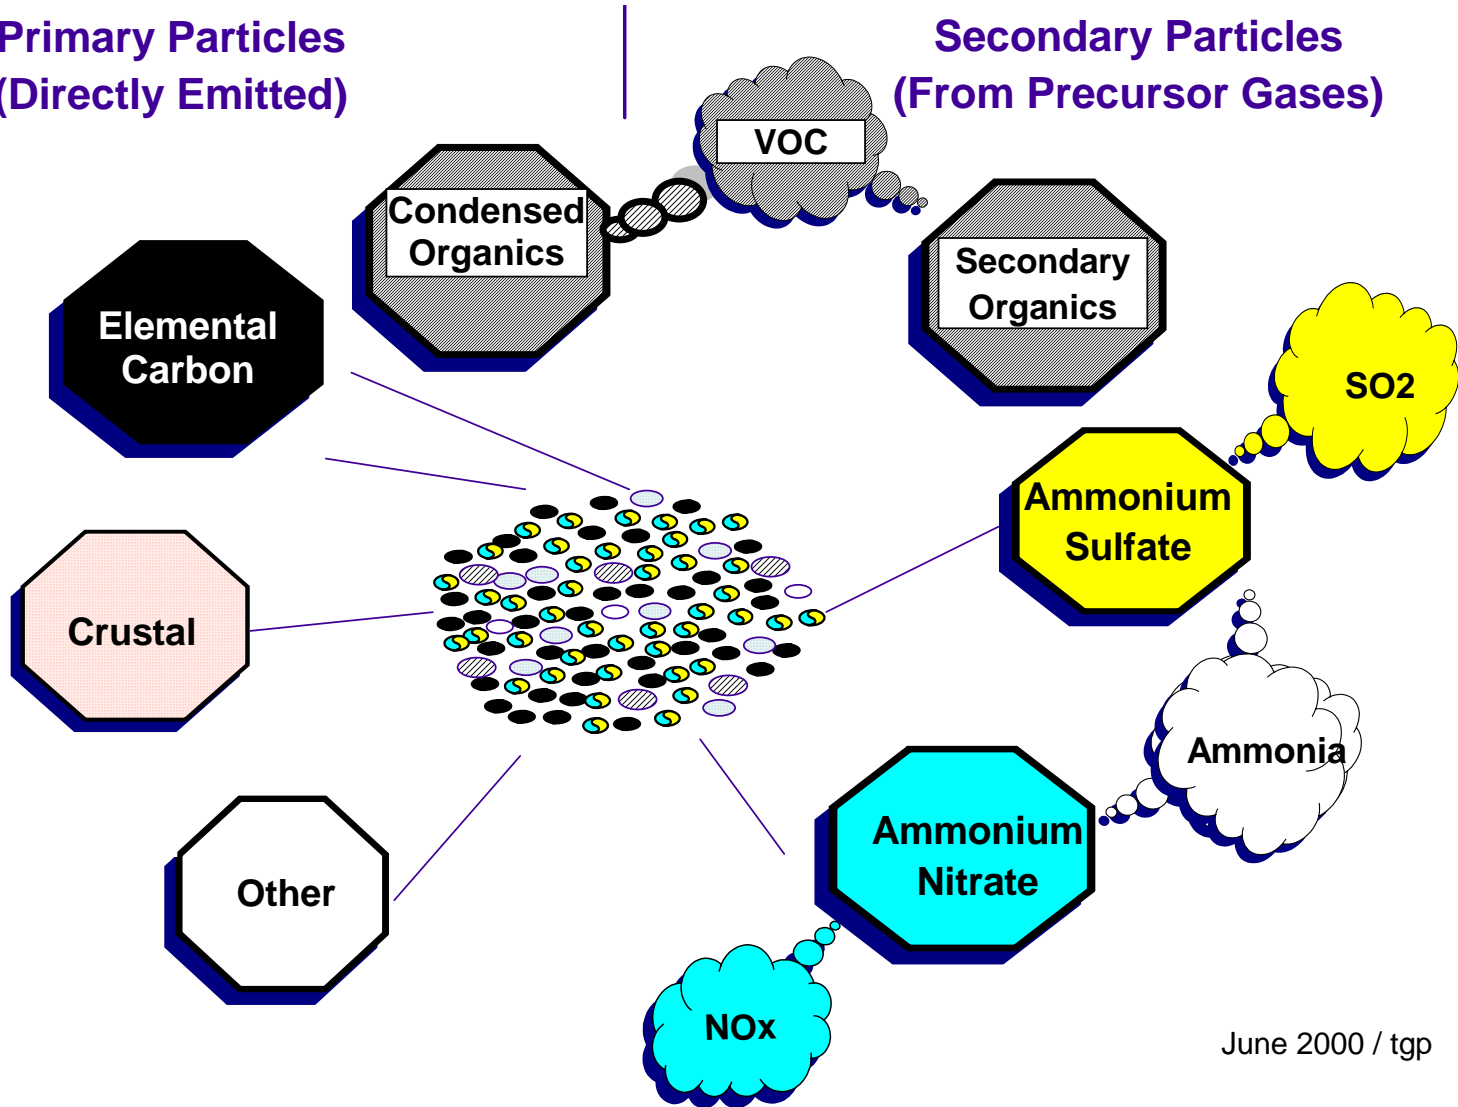 Primary Particles
(Directly Emitted)
Secondary Particles
(From Precursor Gases)
VOC
Condensed
Organics
Secondary
Organics
Elemental
Carbon
SO2
Ammonium
Sulfate
Crustal
Ammonia
Ammonium
Nitrate
Other
NOx
June 2000 / tgp